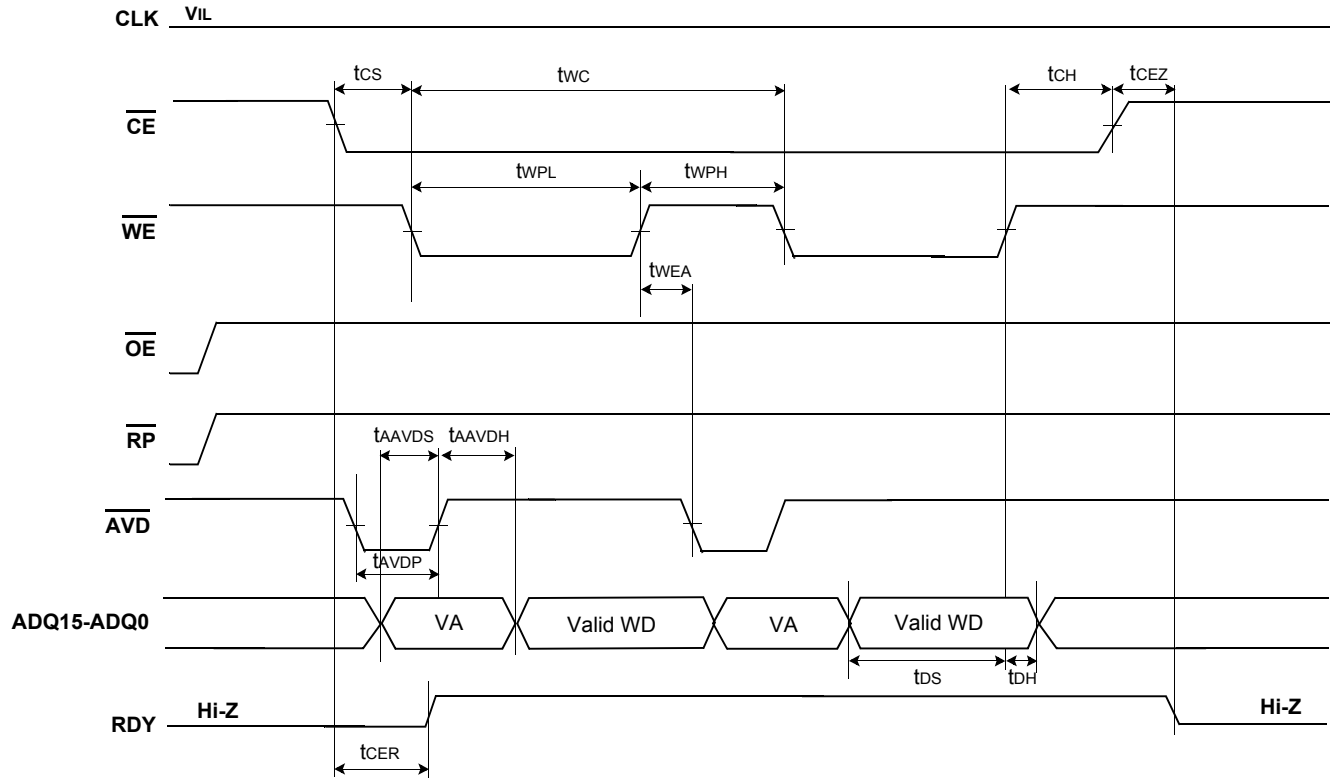 CLK VIL
tCS tWC tCH tCEZ
CE
tWPL tWPH
WE
tWEA
OE
RP
tAAVDS tAAVDH
AVD
tAVDP
ADQ15-ADQ0 VA Valid WD VA Valid WD
tDS tDH
RDY Hi-Z Hi-Z
tCER